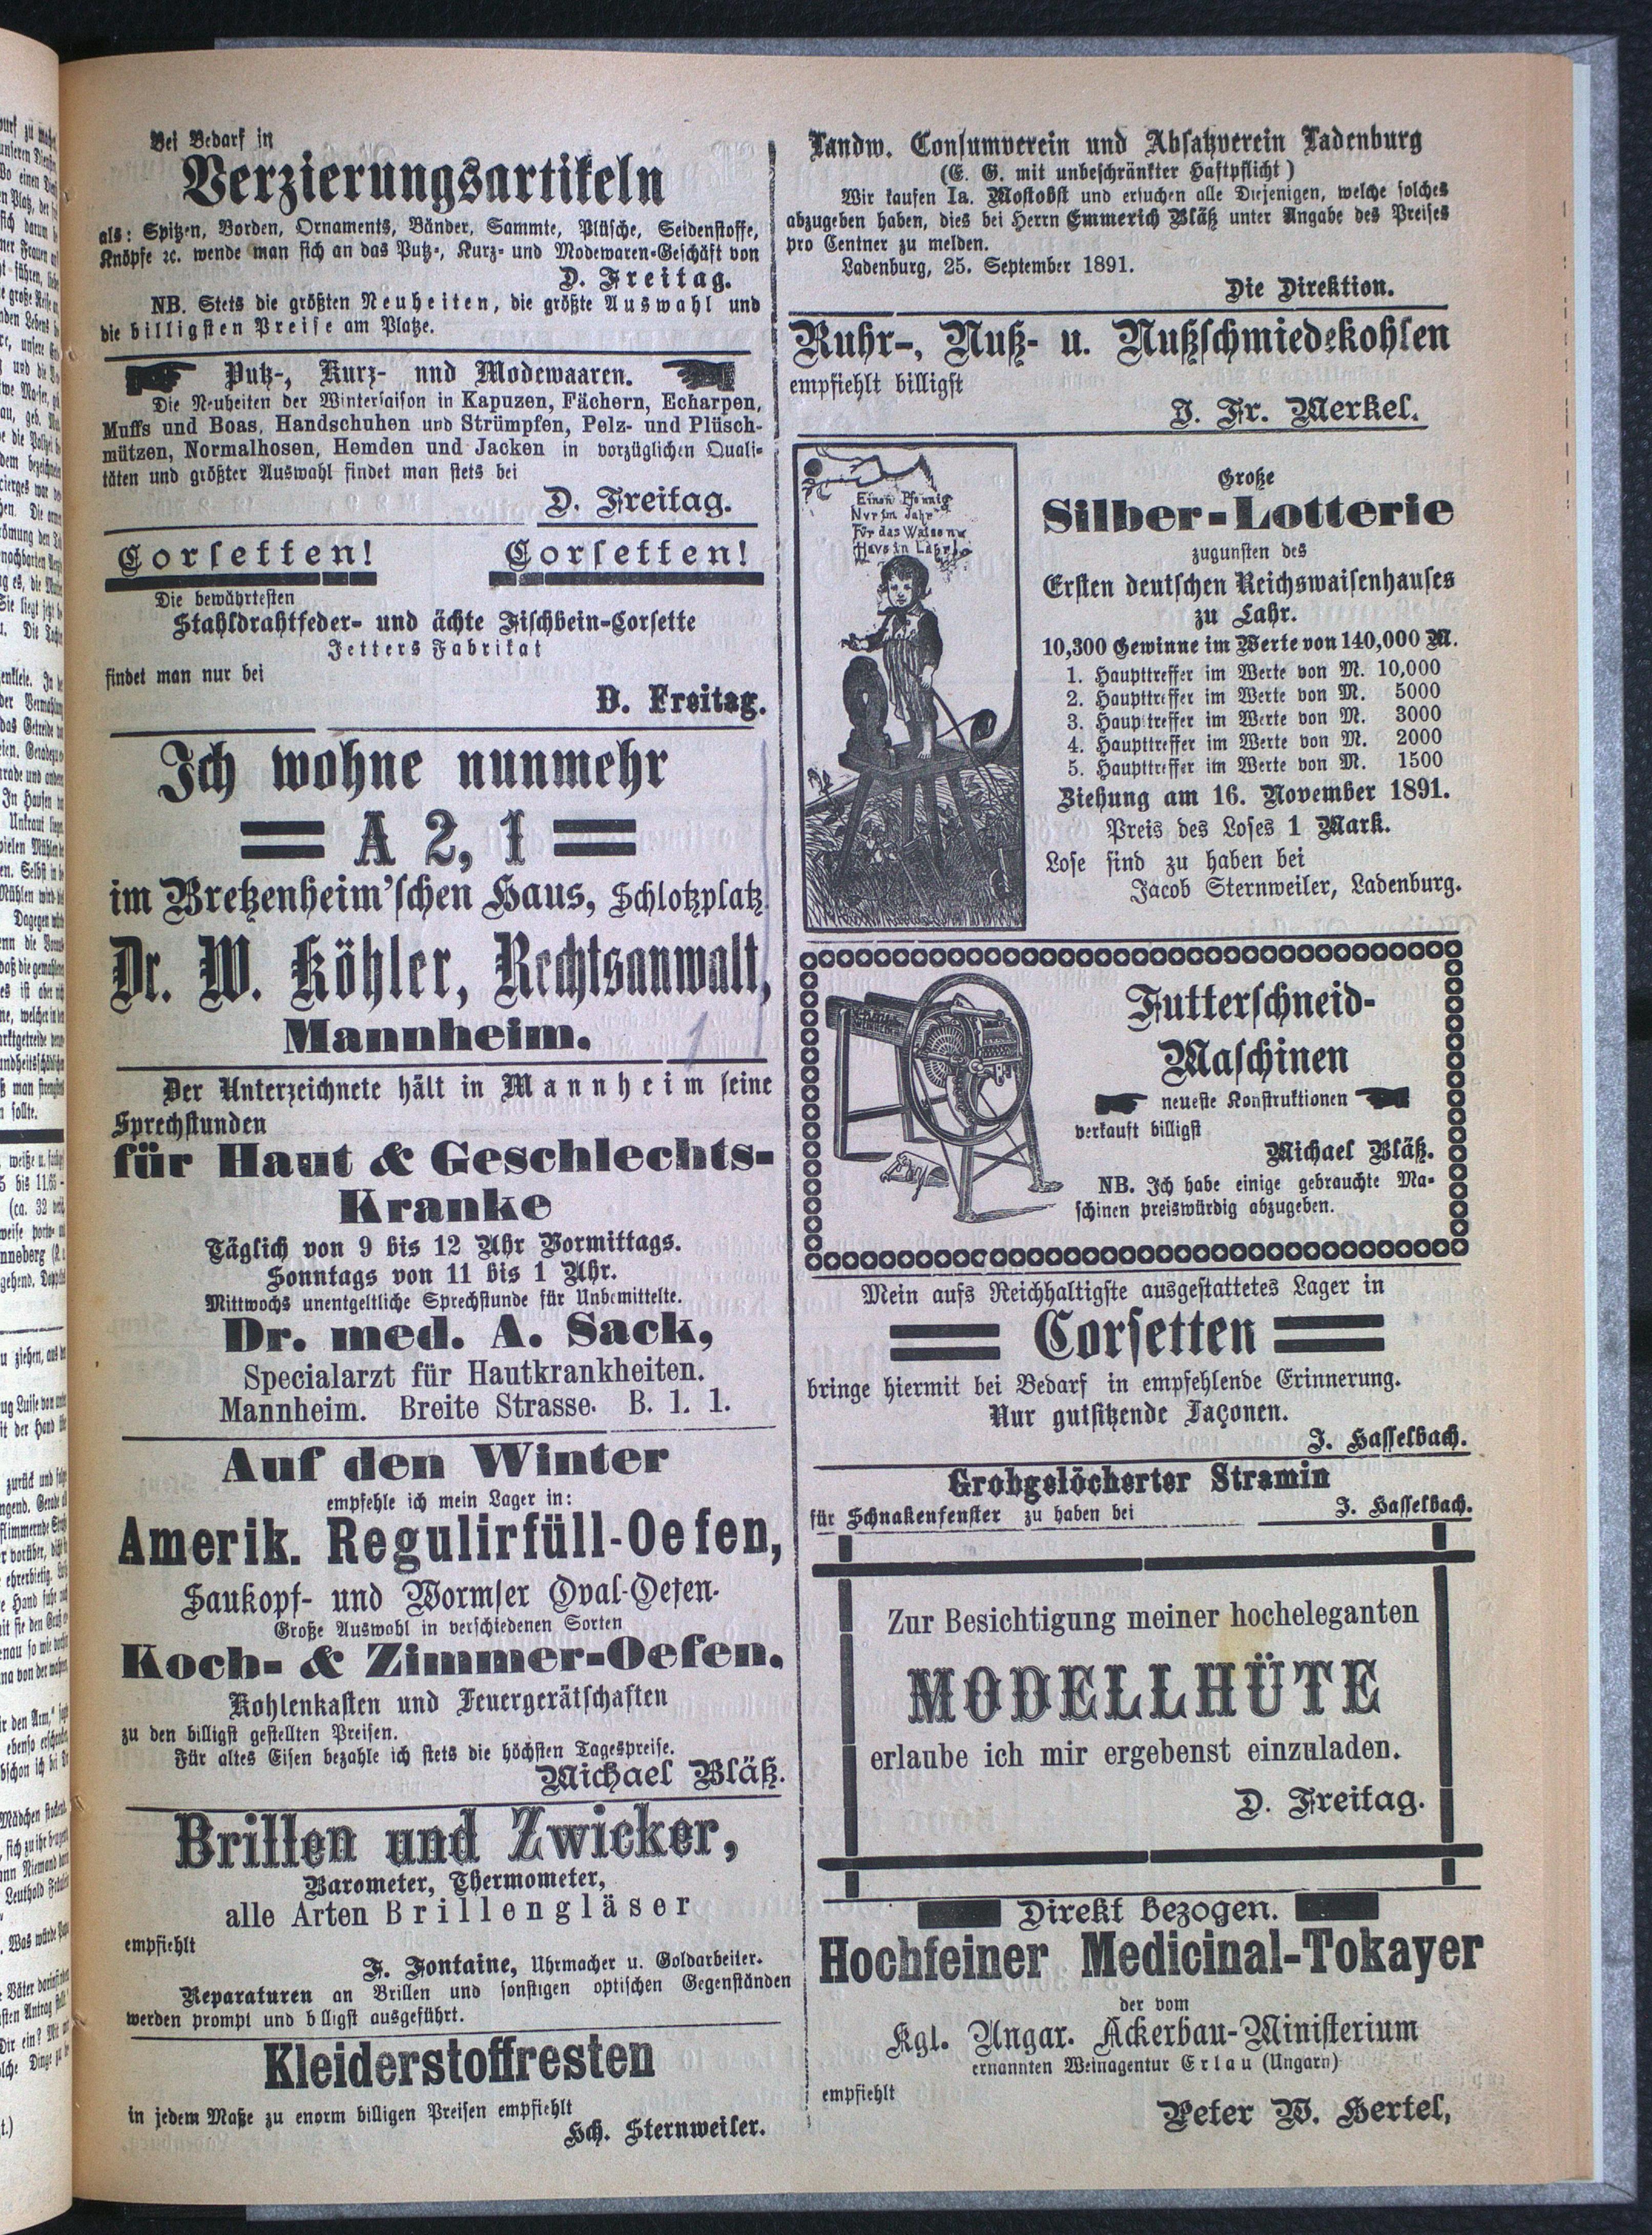 Bei Bedarf in
Verzierungsartikeln
als: Spitzen, Borden, Ornaments, Bänder, Sammte, Plüsche, Seidenstoffe,
Knöpfe ꝛc. wende man sich an das Putz-, Kurz- und Modewaren-Geschäft von
D. Freitag.
NB. Stets die größten Neuheiten, die größte Auswahl und
die billigsten Preise am Platze.
Putz-, Kurz- nnd Modewaaren.
Die Neuheiten der Wintersaison in Kapuzen, Fächern, Echarpen,
Muffs und Boas, Handschuhen und Strümpfen, Pelz- und Plüsch-
mützen, Normalhosen, Hemden und Jacken in vorzüglichen Quali-
täten und größter Auswahl findet man stets bei
D. Freitag.
Corsetten! Corsetten!
Die bewährtesten
Stahldrahtfeder- und ächte Fischbein-Corsette
Jetters Fabrikat
findet man nur bei
D. Freitag.
Ich wohne nunmehr
A 2, 1
im Bretzenheim'schen Haus, Schloßplatz
Dr. W. Köhler, Rechtsanwalt,
Mannheim.
Der Unterzeichnete hält in Mannheim seine
Sprechstunden
für Haut & Geschlechts-
Kranke
Täglich von 9 bis 12 Uhr Vormittags.
Sonntags von 11 bis 1 Uhr.
Mittwochs unentgeltliche Sprechstunde für Unbemittelte.
Dr. med. A. Sack,
Specialarzt für Hautkrankheiten.
Mannheim. Breite Strasse. B. 1. 1.
Auf den Winter
empfehle ich mein Lager in:
Amerik. Regulirfüll-Oefen,
Saukopf- und Wormser Oval-Oefen.
Große Auswahl in verschiedenen Sorten
Koch- & Zimmer-Oefen.
Kohlenkasten und Feuergerätschaften
zu den billigst gestellten Preisen.
Für altes Eisen bezahle ich stets die höchsten Tagespreise.
Michael Bläß.
Brillen und Zwicker,
Barometer, Thermometer,
alle Arten Brillengläser
empfiehlt
F. Fontaine, Uhrmacher u. Goldarbeiter.
Reparaturen an Brillen und sonstigen optischen Gegenständen
werden prompt und billigst ausgeführt.
Kleiderstoffresten
in jedem Maße zu enorm billigen Preisen empfiehlt
Hch. Sternweiler.
Landw. Consumverein und Absatzverein Ladenburg
(E. G. mit unbeschränkter Haftpflicht)
Wir kaufen Ia. Mostobst und ersuchen alle Diejenigen, welche solches
abzugeben haben, dies bei Herrn Emmerich Bläß unter Angabe des Preises
pro Centner zu melden.
Ladenburg, 25. September 1891.
Die Direktion.
Ruhr-, Nuß- u. Nußschmiedekohlen
empfiehlt billigst
J. Fr. Merkel.
Einen Pfennig
Nur im Jahr
Für das Waisen
Haus in Lahr!
Große
Silber-Lotterie
zugunsten des
Ersten deutschen Reichswaisenhauses
zu Lahr.
10,300 Gewinne im Werte von 140,000 M.
1. Haupttreffer im Werte von M. 10,000
2. Haupttreffer im Werte von M. 5000
3. Haupttreffer im Werte von M. 3000
4. Haupttreffer im Werte von M. 2000
5. Haupttreffer im Werte von M. 1500
Ziehung am 16. November 1891.
Preis des Loses 1 Mark.
Lose sind zu haben bei
Jacob Sternweiler, Ladenburg.
Futterschneid-
Maschinen
neueste Konstruktionen
verkauft billigst
Michael Bläß.
NB. Ich habe einige gebrauchte Ma-
schinen preiswürdig abzugeben.
Mein aufs Reichhaltigste ausgestattetes Lager in
Corsetten
bringe hiermit bei Bedarf in empfehlende Erinnerung.
Nur gutsitzende Façonen.
J. Hasselbach.
Grobgelöcherter Stramin
für Schnakenfenster zu haben bei J. Hasselbach.
Zur Besichtigung meiner hocheleganten
MODELLHÜTE
erlaube ich mir ergebenst einzuladen.
D. Freitag.
Direkt bezogen.
Hochfeiner Medicinal-Tokayer
der vom
Kgl. Ungar. Ackerbau-Ministerium
ernannten Weinagentur Erlau (Ungarn)
empfiehlt
Peter W. Hertel,